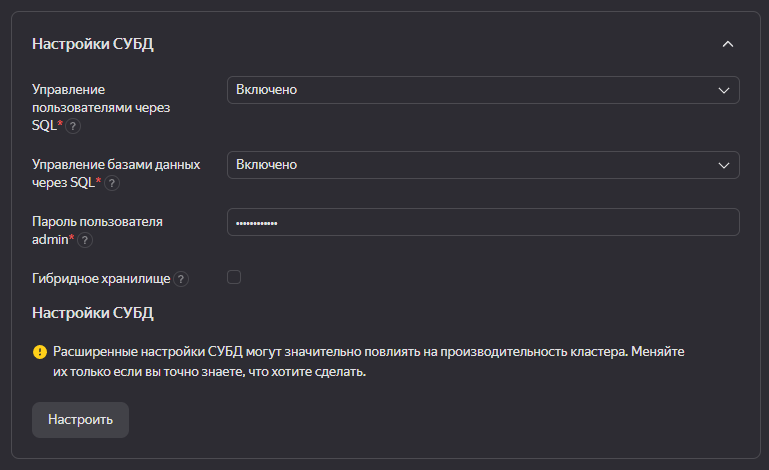 Настройки СУБД
Управление
пользователями через
SQL* ?
Включено
Управление базами данных
через SQL* ?
Включено
Пароль пользователя
admin* ?
••••••••••••
Гибридное хранилище ?
Настройки СУБД
Расширенные настройки СУБД могут значительно повлиять на производительность кластера. Меняйте
их только если вы точно знаете, что хотите сделать.
Настроить